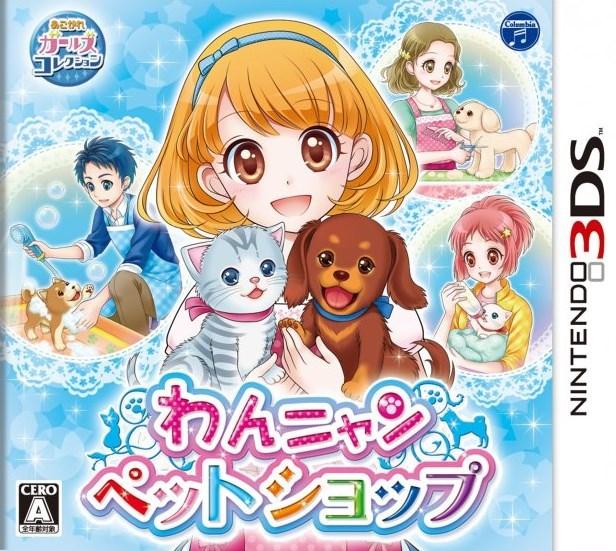 あこがれ
ガールズ
コレクション
Columbia
わんニャン
ペットショップ
CERO
A
全年齢対象
NINTENDO 3DS™